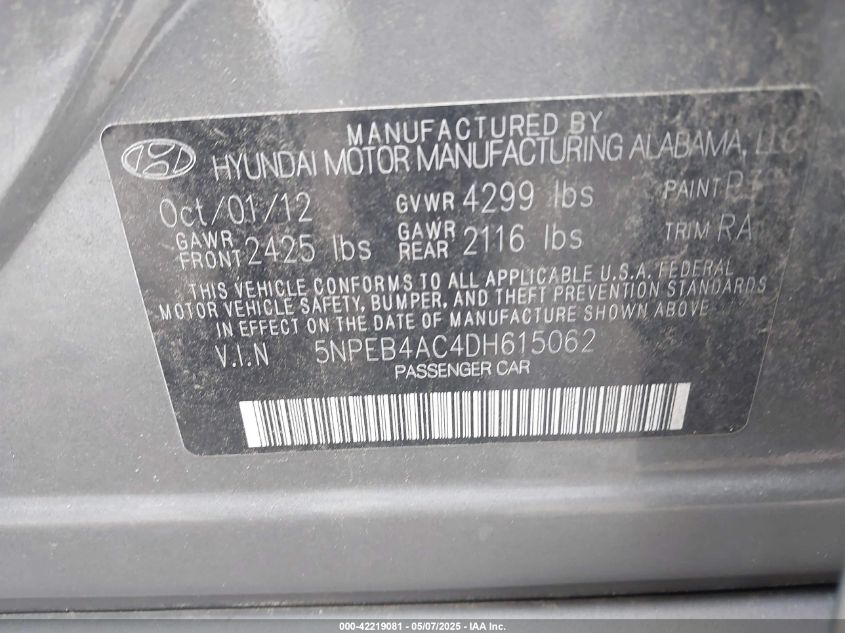 MANUFACTURED BY
HYUNDAI MOTOR MANUFACTURING ALABAMA, LLC
Oct/01/12 GVWR 4299 lbs PAINT
GAWR FRONT 2425 lbs GAWR REAR 2116 lbs TRIM RA
THIS VEHICLE CONFORMS TO ALL APPLICABLE U.S.A. FEDERAL
MOTOR VEHICLE SAFETY, BUMPER, AND THEFT PREVENTION STANDARDS
IN EFFECT ON THE DATE OF MANUFACTURE SHOWN ABOVE.
V.I.N 5NPEB4AC4DH615062
PASSENGER CAR
000-42219081 - 05/07/2025 - IAA Inc.